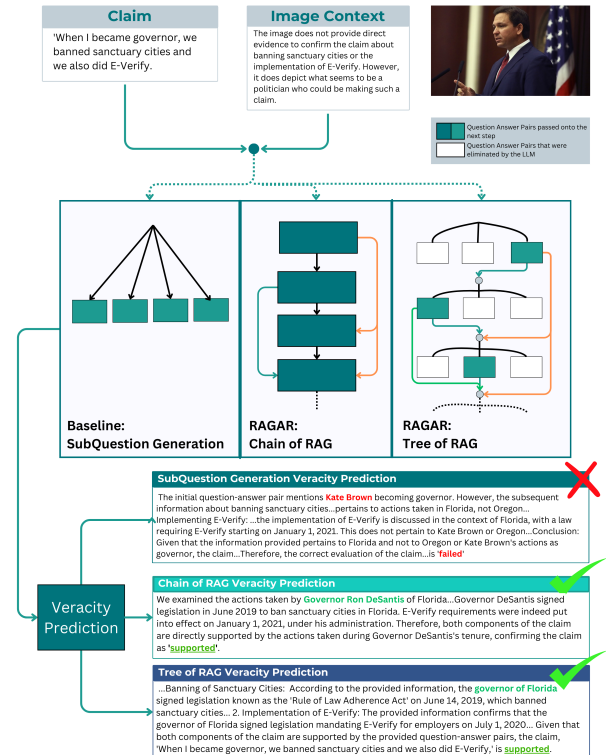 Claim
'When I became governor, we
banned sanctuary cities and
we also did E-Verify.
Image Context
The image does not provide direct
evidence to confirm the claim about
banning sanctuary cities or the
implementation of E-Verify. However,
it does depict what seems to be a
politician who could be making such a
claim.
Question Answer Pairs passed onto the
next step
Question Answer Pairs that were
eliminated by the LLM
Baseline:
SubQuestion Generation
RAGAR:
Chain of RAG
RAGAR:
Tree of RAG
Veracity
Prediction
SubQuestion Generation Veracity Prediction
The initial question-answer pair mentions Kate Brown becoming governor. However, the subsequent
information about banning sanctuary cities...pertains to actions taken in Florida, not Oregon...
Implementing E-Verify: ...the implementation of E-Verify is discussed in the context of Florida, with a law
requiring E-Verify starting on January 1, 2021. This does not pertain to Kate Brown or Oregon...Conclusion:
Given that the information provided pertains to Florida and not to Oregon or Kate Brown's actions as
governor, the claim...Therefore, the correct evaluation of the claim...is 'failed'
Chain of RAG Veracity Prediction
We examined the actions taken by Governor Ron DeSantis of Florida...Governor DeSantis signed
legislation in June 2019 to ban sanctuary cities in Florida. E-Verify requirements were indeed put
into effect on January 1, 2021, under his administration. Therefore, both components of the claim
are directly supported by the actions taken during Governor DeSantis's tenure, confirming the claim
as 'supported'.
Tree of RAG Veracity Prediction
...Banning of Sanctuary Cities: According to the provided information, the governor of Florida
signed legislation known as the 'Rule of Law Adherence Act' on June 14, 2019, which banned
sanctuary cities... 2. Implementation of E-Verify: The provided information confirms that the
governor of Florida signed legislation mandating E-Verify for employers on July 1, 2020... Given that
both components of the claim are supported by the provided question-answer pairs, the claim,
'When I became governor, we banned sanctuary cities and we also did E-Verify,' is supported.